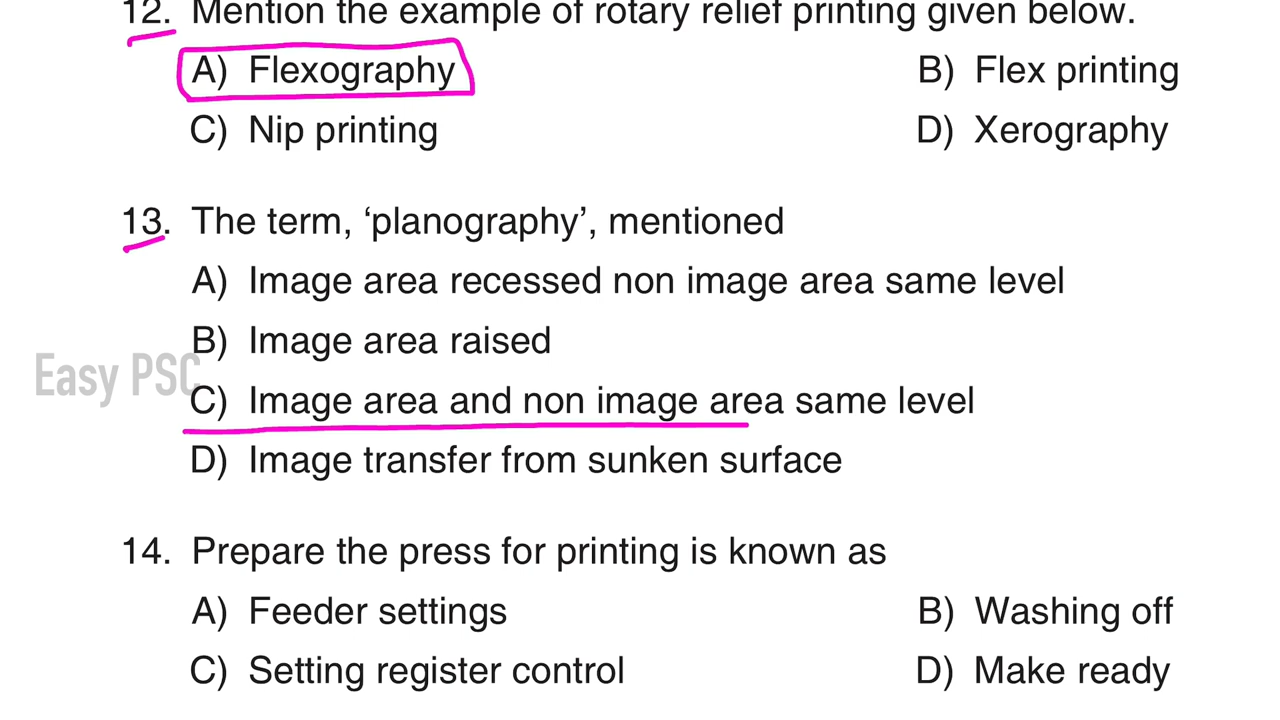 12. Mention the example of rotary relief printing given below.
A) Flexography B) Flex printing
C) Nip printing D) Xerography
13. The term, ‘planography’, mentioned
A) Image area recessed non image area same level
B) Image area raised
Easy PSC
C) Image area and non image area same level
D) Image transfer from sunken surface
14. Prepare the press for printing is known as
A) Feeder settings B) Washing off
C) Setting register control D) Make ready